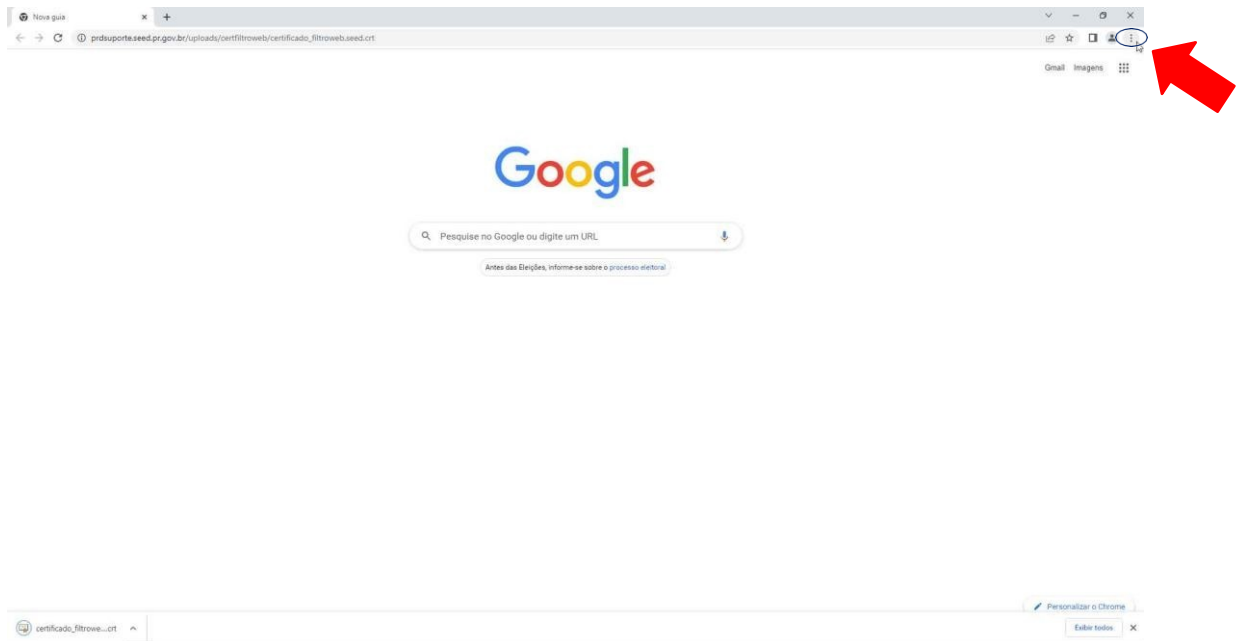 Nova guia
prdsuporte.seed.pr.gov.br/uploads/certfiltroweb/certificado_filtroweb.seed.crt
Gmail Imagens
Google
Pesquise no Google ou digite um URL
Antes das Eleições, informe-se sobre o processo eleitoral
Personalizar o Chrome
certificado_filtrowe....crt
Exibir todos